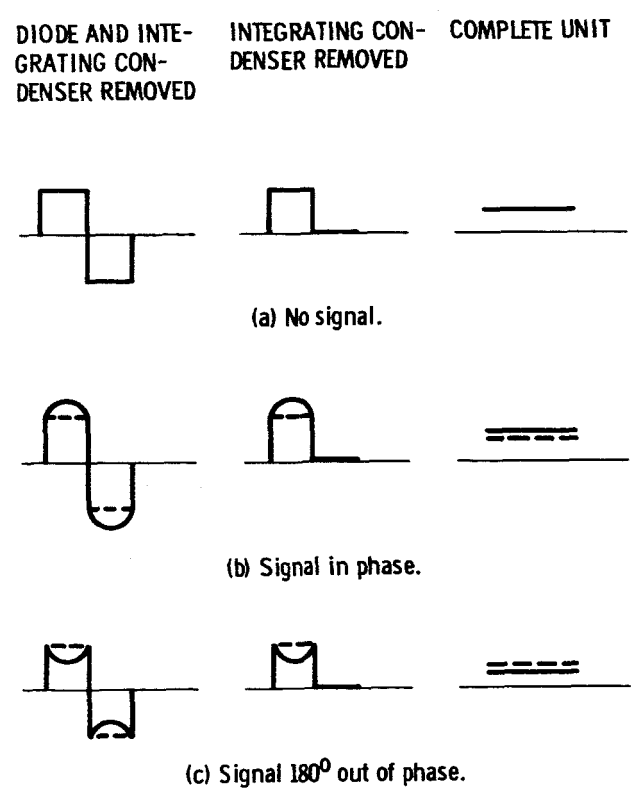 DIODE AND INTE-
GRATING CON-
DENSER REMOVED
INTEGRATING CON-
DENSER REMOVED
COMPLETE UNIT
(a) No signal.
(b) Signal in phase.
(c) Signal 180⁰ out of phase.